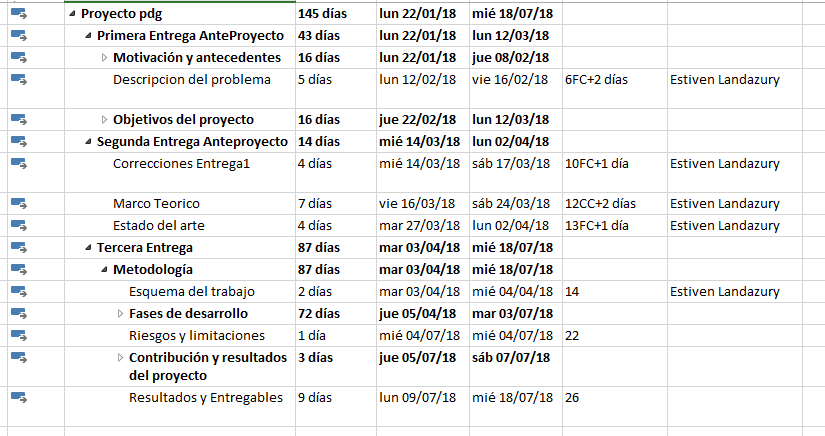 Proyecto pdg 145 días lun 22/01/18 mié 18/07/18
Primera Entrega AnteProyecto 43 días lun 22/01/18 lun 12/03/18
Motivación y antecedentes 16 días lun 22/01/18 jue 08/02/18
Descripcion del problema 5 días lun 12/02/18 vie 16/02/18 6FC+2 días Estiven Landazury
Objetivos del proyecto 16 días jue 22/02/18 lun 12/03/18
Segunda Entrega Anteproyecto 14 días mié 14/03/18 lun 02/04/18
Correcciones Entrega1 4 días mié 14/03/18 sáb 17/03/18 10FC+1 día Estiven Landazury
Marco Teorico 7 días vie 16/03/18 sáb 24/03/18 12CC+2 días Estiven Landazury
Estado del arte 4 días mar 27/03/18 lun 02/04/18 13FC+1 día Estiven Landazury
Tercera Entrega 87 días mar 03/04/18 mié 18/07/18
Metodología 87 días mar 03/04/18 mié 18/07/18
Esquema del trabajo 2 días mar 03/04/18 mié 04/04/18 14 Estiven Landazury
Fases de desarrollo 72 días jue 05/04/18 mar 03/07/18
Riesgos y limitaciones 1 día mié 04/07/18 mié 04/07/18 22
Contribución y resultados 3 días jue 05/07/18 sáb 07/07/18
del proyecto
Resultados y Entregables 9 días lun 09/07/18 mié 18/07/18 26